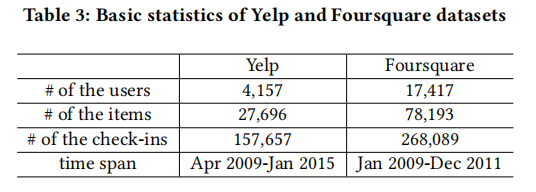 Table 3: Basic statistics of Yelp and Foursquare datasets
Yelp Foursquare
# of the users 4,157 17,417
# of the items 27,696 78,193
# of the check-ins 157,657 268,089
time span Apr 2009-Jan 2015 Jan 2009-Dec 2011